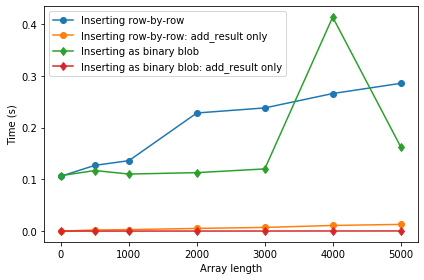 Inserting row-by-row
Inserting row-by-row: add_result only
Inserting as binary blob
Inserting as binary blob: add_result only
0.4
0.3
0.2
0.1
0.0
Time (s)
0 1000 2000 3000 4000 5000
Array length